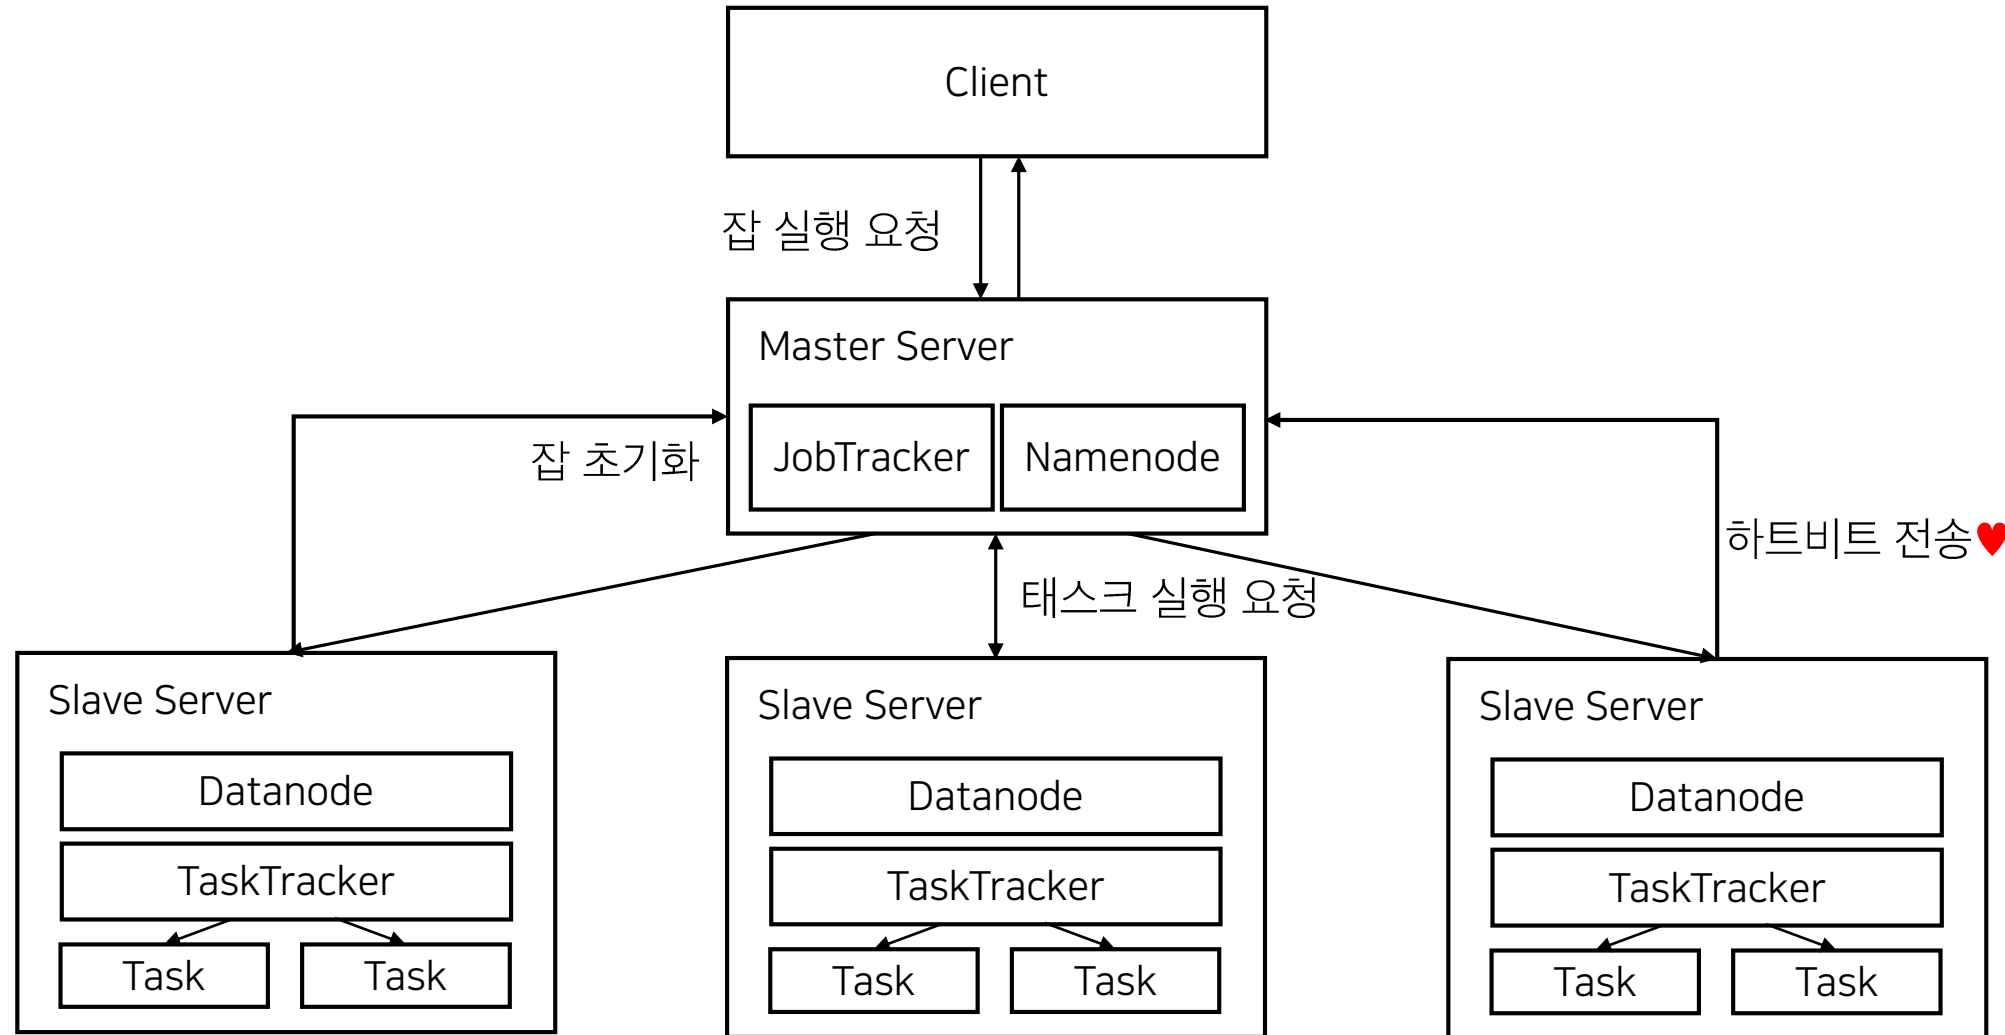 Client
잡 실행 요청
Master Server
JobTracker
Namenode
잡 초기화
하트비트 전송♥
태스크 실행 요청
Slave Server
Datanode
TaskTracker
Task
Task
Slave Server
Datanode
TaskTracker
Task
Task
Slave Server
Datanode
TaskTracker
Task
Task